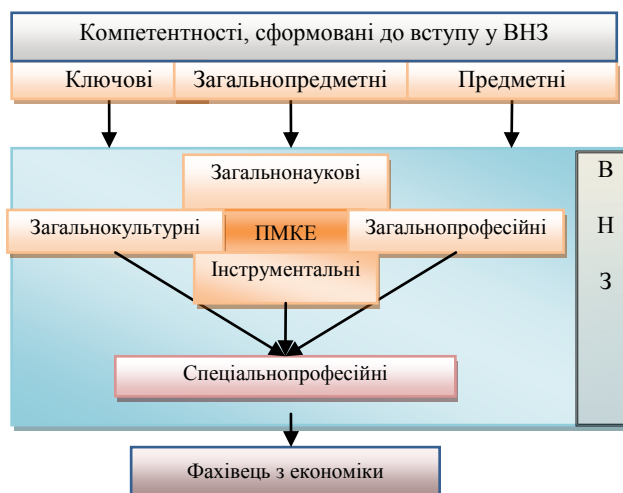 Компетентності, сформовані до вступу у ВНЗ
Ключові Загальнопредметні Предметні
Загальнонаукові
Загальнокультурні ПМКЕ Загальнопрофесійні
Інструментальні
Спеціальнопрофесійні
Фахівець з економіки
В
Н
З